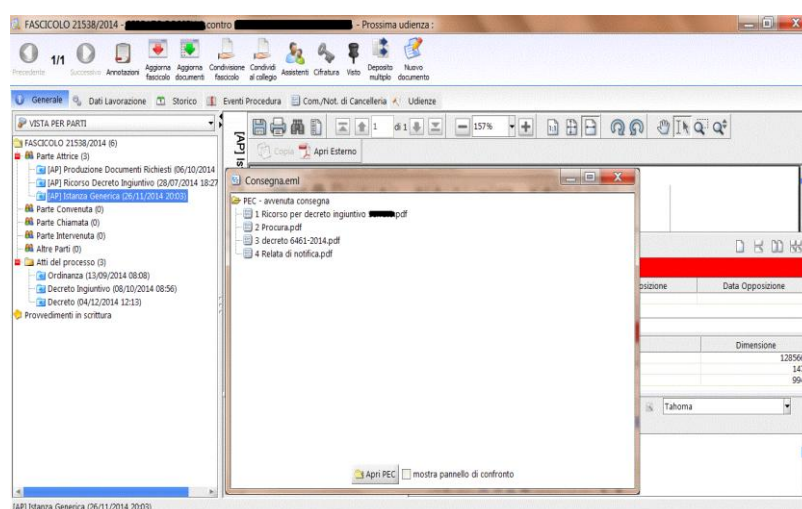 FASCICOLO 21538/2014 - contro - Prossima udienza :
Precedente 1/1 Successivo Annotazioni Aggiorna fascicolo Aggiorna documenti Condivisione fascicolo Condividi al collegio Assistenti Cifratura Visto Deposito multiplo Nuovo documento
Generale Dati Lavorazione Storico Eventi Procedura Com./Not. di Cancelleria Udienze
VISTA PER PARTI
1 di 1 157%
Copia Apri Esterno
[AP] Is
FASCICOLO 21538/2014 (6)
Parte Attrice (3)
[AP] Produzione Documenti Richiesti (06/10/2014
[AP] Ricorso Decreto Ingiuntivo (28/07/2014 18:27
[AP] Istanza Generica (26/11/2014 20:03)
Parte Convenuta (0)
Parte Chiamata (0)
Parte Intervenuta (0)
Altre Parti (0)
Atti del processo (3)
Ordinanza (13/09/2014 08:08)
Decreto Ingiuntivo (08/10/2014 08:56)
Decreto (04/12/2014 12:13)
Provvedimenti in scrittura
Consegna.eml
PEC - avvenuta consegna
1 Ricorso per decreto ingiuntivo .pdf
2 Procura.pdf
3 decreto 6461-2014.pdf
4 Relata di notifica.pdf
Apri PEC mostra pannello di confronto
osizione Data Opposizione
Dimensione
12856
147
994
Tahoma
[AP] Istanza Generica (26/11/2014 20:03)